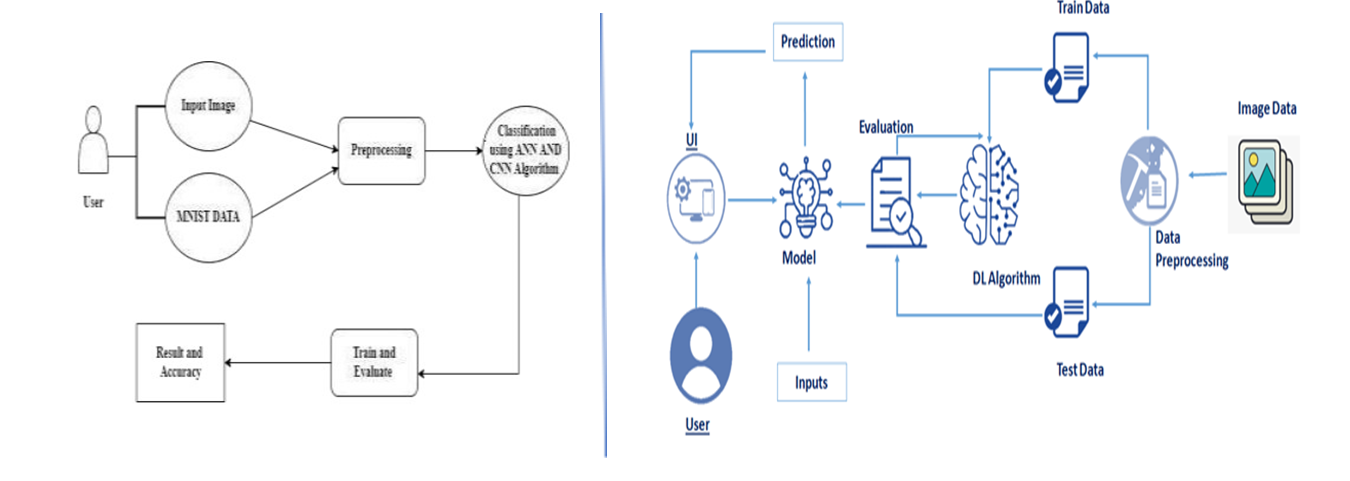 Input Image
User
MNIST DATA
Preprocessing
Classification
using ANN AND
CNN Algorithm
Result and
Accuracy
Train and
Evaluate
Train Data
Prediction
Image Data
Evaluation
UI
Data
Preprocessing
Model
DL Algorithm
Test Data
Inputs
User